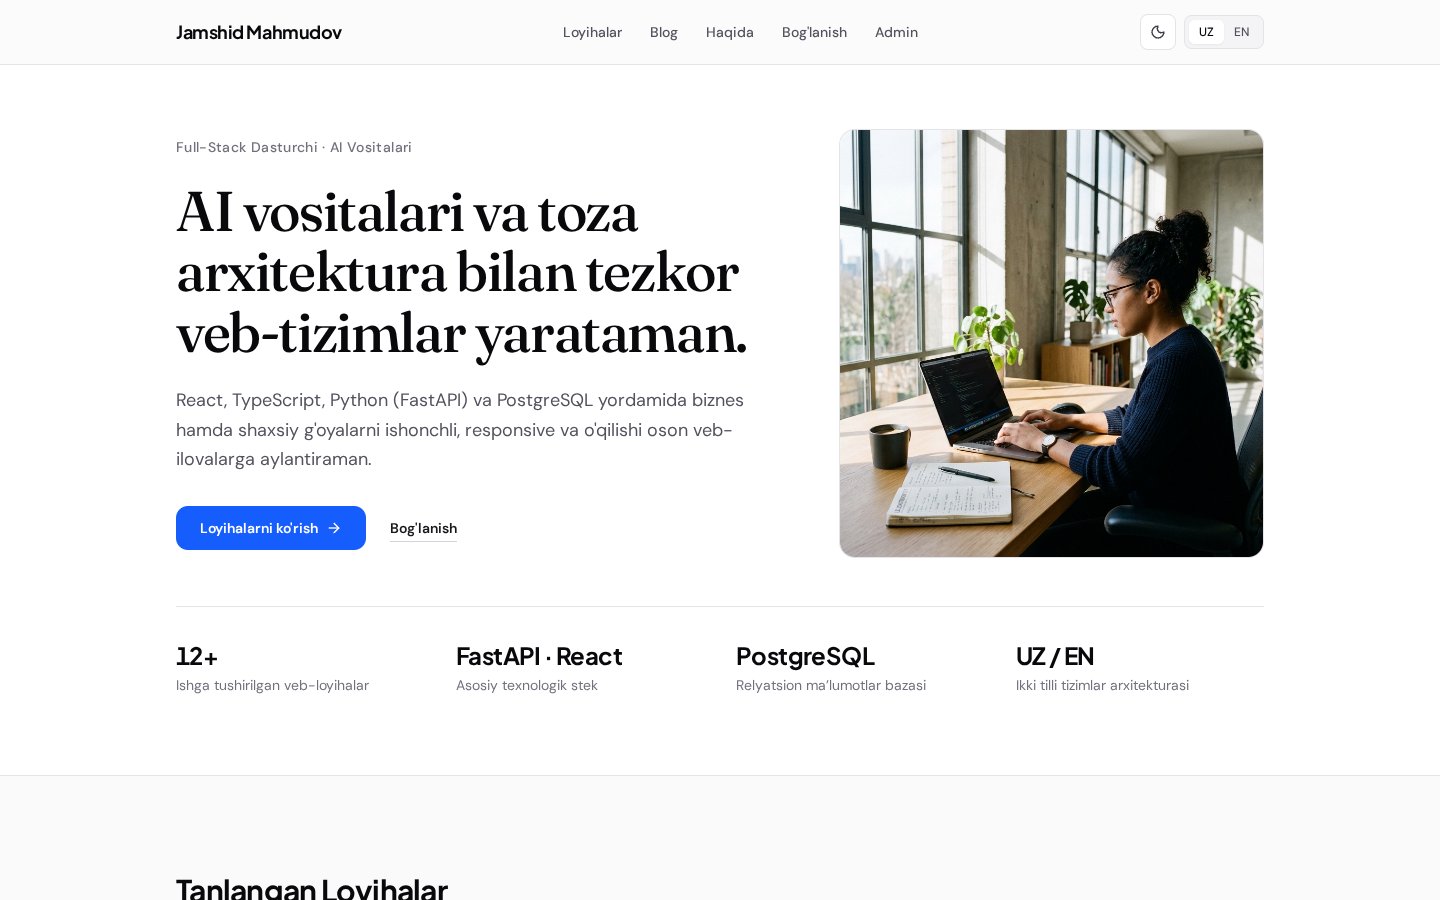 Jamshid Mahmudov
Loyihalar
Blog
Haqida
Bog'lanish
Admin
UZ
EN
Full-Stack Dasturchi · AI Vositalari
AI vositalari va toza
arxitektura bilan tezkor
veb-tizimlar yarataman.
React, TypeScript, Python (FastAPI) va PostgreSQL yordamida biznes
hamda shaxsiy g'oyalarni ishonchli, responsive va o'qilishi oson veb-
ilovalarga aylantiraman.
Loyihalarni ko'rish →
Bog'lanish
12+
Ishga tushirilgan veb-loyihalar
FastAPI · React
Asosiy texnologik stek
PostgreSQL
Relyatsion ma’lumotlar bazasi
UZ / EN
Ikki tilli tizimlar arxitekturasi
Tanlangan Loyihalar